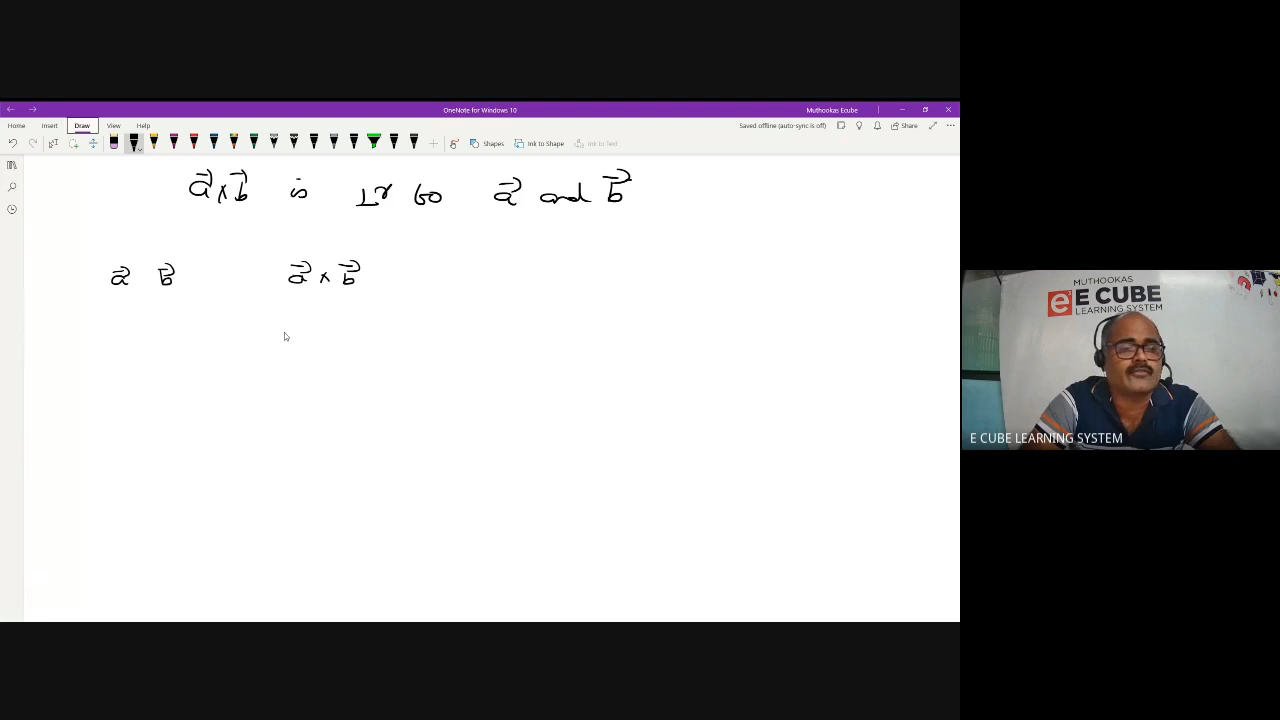 OneNote for Windows 10
Muthookas Ecube
Home Insert Draw View Help
Saved offline (auto-sync is off)
Share
Shapes
Ink to Shape
Ink to Text
a⃗ × b⃗ is ⊥r to a⃗ and b⃗
a⃗ b⃗ a⃗ × b⃗
MUTHOOKAS
e³ E CUBE
LEARNING SYSTEM
E CUBE LEARNING SYSTEM